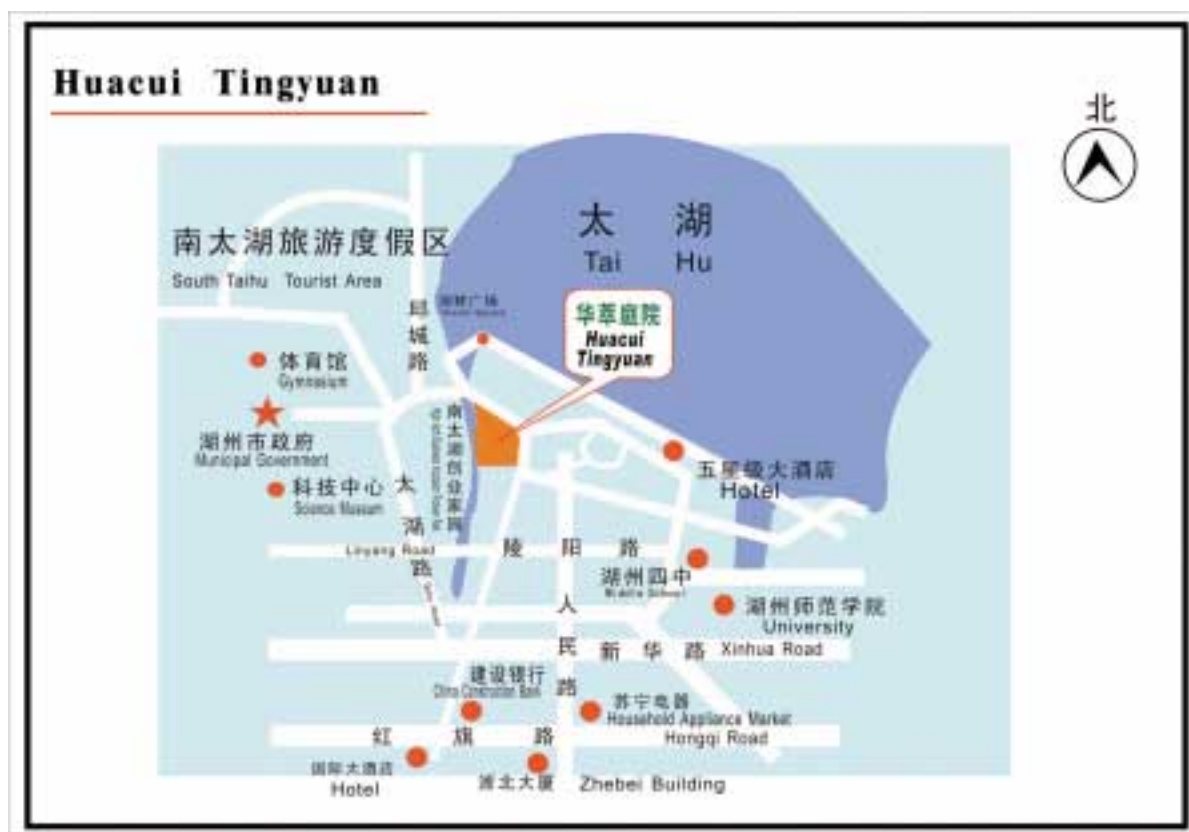 Huacui Tingyuan
北
太 湖
Tai Hu
南太湖旅游度假区
South Taihu Tourist Area
邱城路
华萃庭院
Huacui
Tingyuan
体育馆
Gymnasium
湖州市政府
Municipal Government
科技中心
Science Museum
太湖路
南太湖创业家园
五星级大酒店
Hotel
Linyang Road
陵 阳 路
湖州四中
Middle School
湖州师范学院
University
人民路
新 华 路 Xinhua Road
建设银行
China Construction Bank
苏宁电器
Household Appliance Market
红 旗 路
Hongqi Road
国际大酒店
Hotel
浙北大厦 Zhebei Building